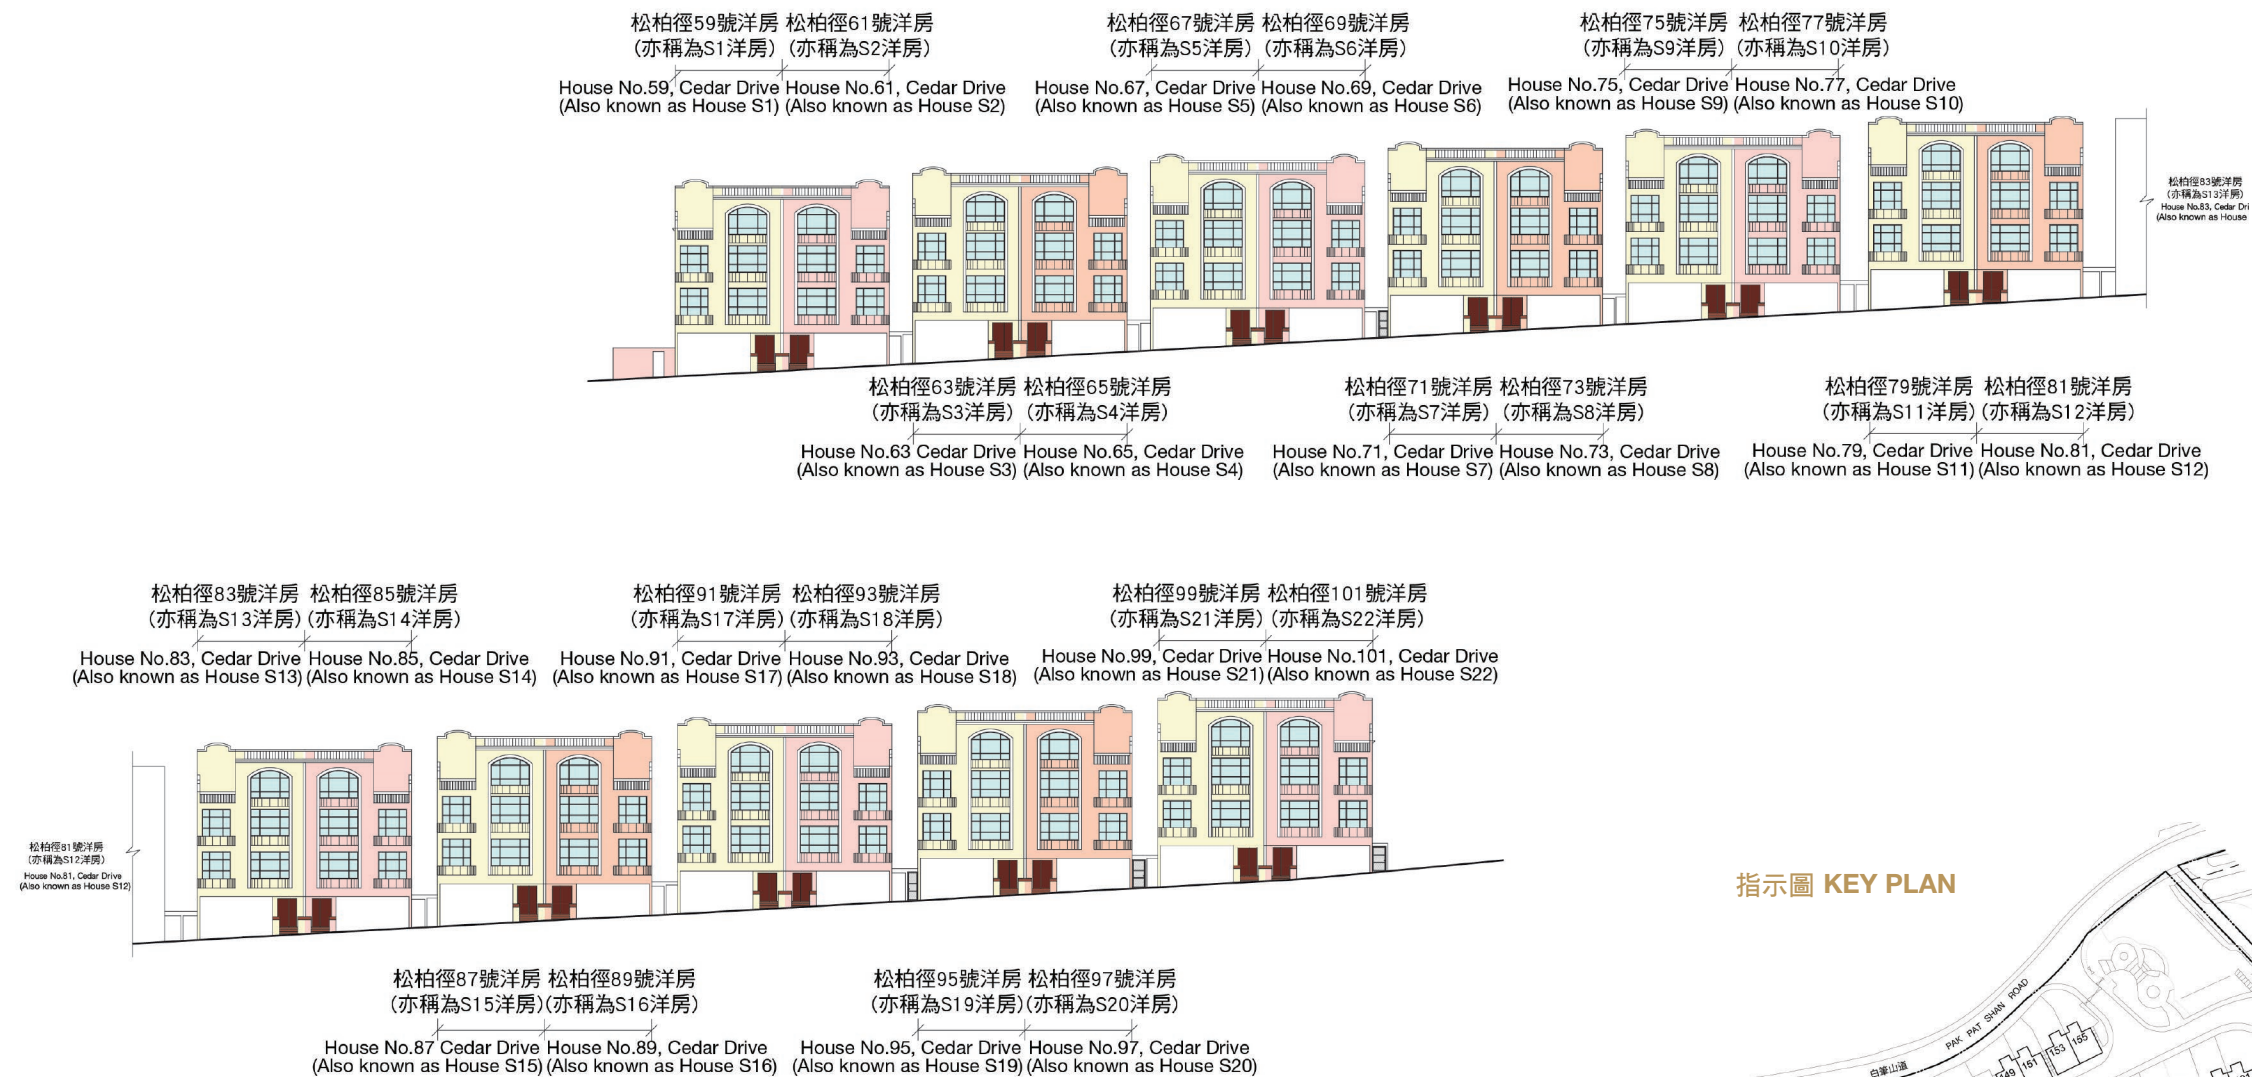 松柏徑59號洋房 松柏徑61號洋房
(亦稱為S1洋房) (亦稱為S2洋房)
House No.59, Cedar Drive House No.61, Cedar Drive
(Also known as House S1) (Also known as House S2)
松柏徑67號洋房 松柏徑69號洋房
(亦稱為S5洋房) (亦稱為S6洋房)
House No.67, Cedar Drive House No.69, Cedar Drive
(Also known as House S5) (Also known as House S6)
松柏徑75號洋房 松柏徑77號洋房
(亦稱為S9洋房) (亦稱為S10洋房)
House No.75, Cedar Drive House No.77, Cedar Drive
(Also known as House S9) (Also known as House S10)
松柏徑83號洋房
(亦稱為S13洋房)
House No.83, Cedar Dri
(Also known as House
松柏徑63號洋房 松柏徑65號洋房
(亦稱為S3洋房) (亦稱為S4洋房)
House No.63 Cedar Drive House No.65, Cedar Drive
(Also known as House S3) (Also known as House S4)
松柏徑71號洋房 松柏徑73號洋房
(亦稱為S7洋房) (亦稱為S8洋房)
House No.71, Cedar Drive House No.73, Cedar Drive
(Also known as House S7) (Also known as House S8)
松柏徑79號洋房 松柏徑81號洋房
(亦稱為S11洋房) (亦稱為S12洋房)
House No.79, Cedar Drive House No.81, Cedar Drive
(Also known as House S11) (Also known as House S12)
松柏徑83號洋房 松柏徑85號洋房
(亦稱為S13洋房) (亦稱為S14洋房)
House No.83, Cedar Drive House No.85, Cedar Drive
(Also known as House S13) (Also known as House S14)
松柏徑91號洋房 松柏徑93號洋房
(亦稱為S17洋房) (亦稱為S18洋房)
House No.91, Cedar Drive House No.93, Cedar Drive
(Also known as House S17) (Also known as House S18)
松柏徑99號洋房 松柏徑101號洋房
(亦稱為S21洋房) (亦稱為S22洋房)
House No.99, Cedar Drive House No.101, Cedar Drive
(Also known as House S21) (Also known as House S22)
松柏徑81號洋房
(亦稱為S12洋房)
House No.81, Cedar Drive
(Also known as House S12)
松柏徑87號洋房 松柏徑89號洋房
(亦稱為S15洋房) (亦稱為S16洋房)
House No.87 Cedar Drive House No.89, Cedar Drive
(Also known as House S15) (Also known as House S16)
松柏徑95號洋房 松柏徑97號洋房
(亦稱為S19洋房) (亦稱為S20洋房)
House No.95, Cedar Drive House No.97, Cedar Drive
(Also known as House S19) (Also known as House S20)
指示圖 KEY PLAN
白筆山道 PAK PAT SHAN ROAD
149 151 153 155